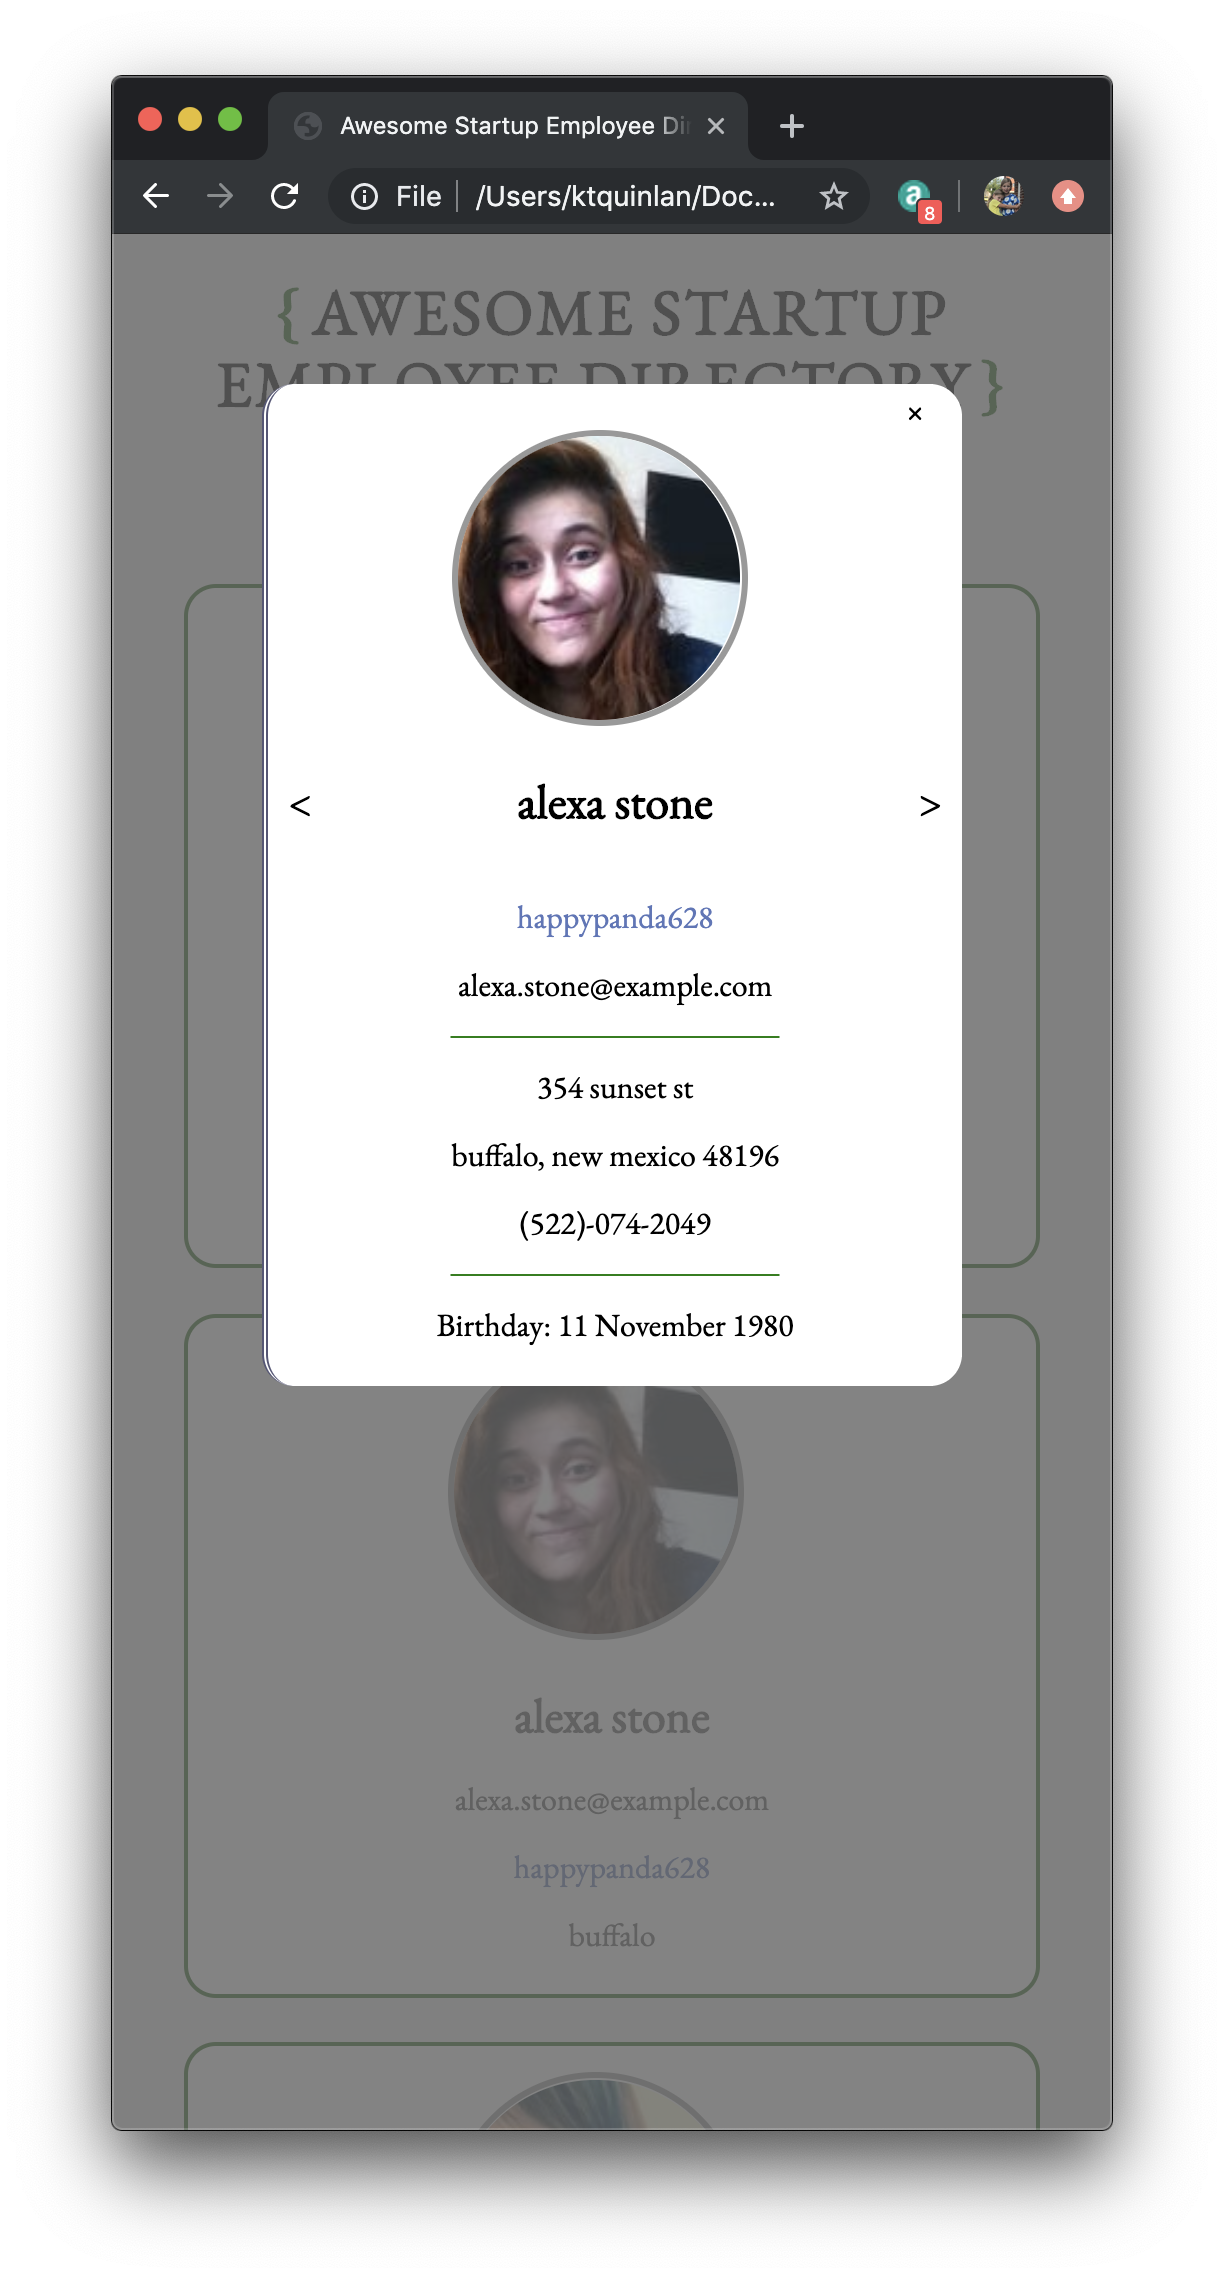 Awesome Startup Employee Di
File
/Users/ktquinlan/Doc...
a
8
{ AWESOME STARTUP
EMPLOYEE DIRECTORY }
×
<
alexa stone
>
happypanda628
alexa.stone@example.com
354 sunset st
buffalo, new mexico 48196
(522)-074-2049
Birthday: 11 November 1980
alexa stone
alexa.stone@example.com
happypanda628
buffalo